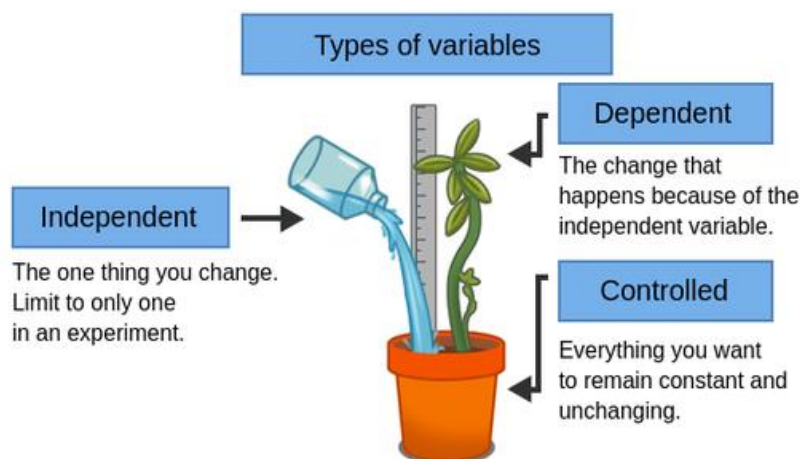 Types of variables
Independent
The one thing you change.
Limit to only one
in an experiment.
Dependent
The change that
happens because of the
independent variable.
Controlled
Everything you want
to remain constant and
unchanging.